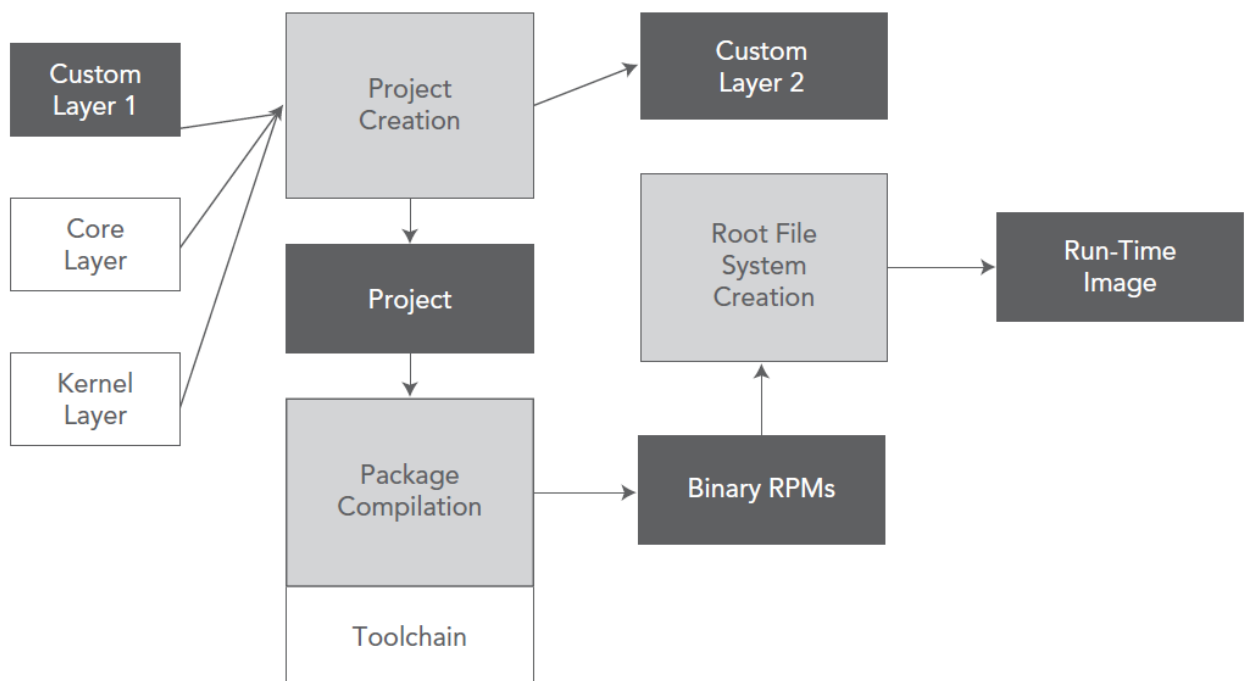 Custom
Layer 1
Project
Creation
Custom
Layer 2
Core
Layer
Project
Root File
System
Creation
Run-Time
Image
Kernel
Layer
Package
Compilation
Binary RPMs
Toolchain